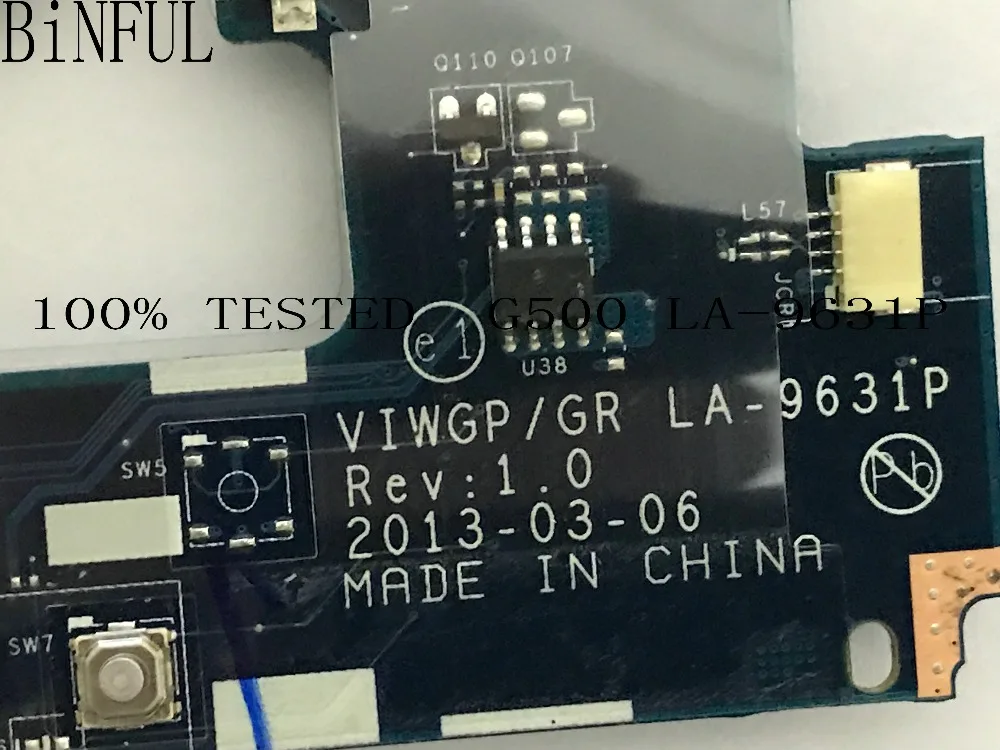 BiNFUL
Q110 Q107
L57
100% TESTED G500 LA-9631P
e1
U38
VIWGP/GR LA-9631P
Rev:1.0
SW5
Pb
2013-03-06
MADE IN CHINA
SW7